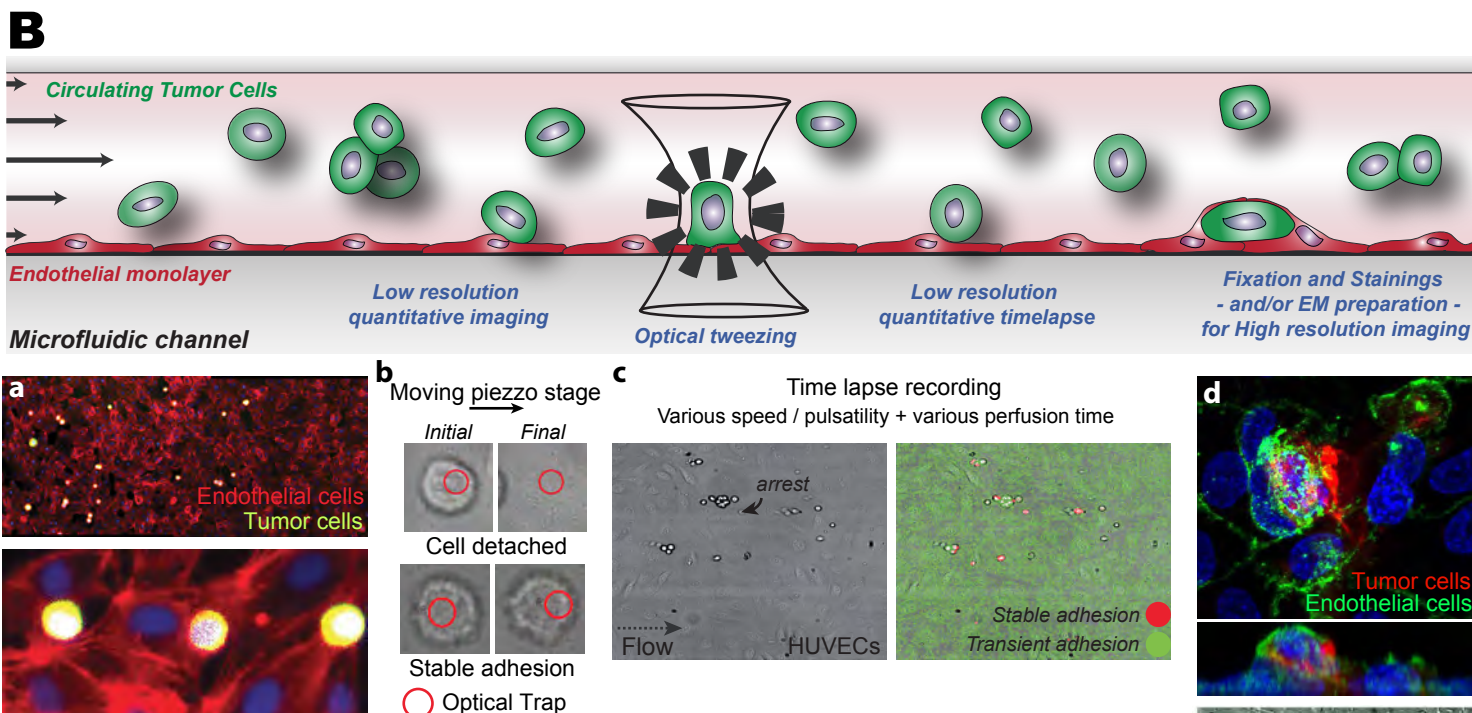 B
Circulating Tumor Cells
Endothelial monolayer
Microfluidic channel
Low resolution
quantitative imaging
Optical tweezing
Low resolution
quantitative timelapse
Fixation and Stainings
- and/or EM preparation -
for High resolution imaging
a
Endothelial cells
Tumor cells
b
Moving piezzo stage
Initial
Final
Cell detached
Stable adhesion
Optical Trap
c
Time lapse recording
Various speed / pulsatility + various perfusion time
arrest
Flow
HUVECs
Stable adhesion
Transient adhesion
d
Tumor cells
Endothelial cells